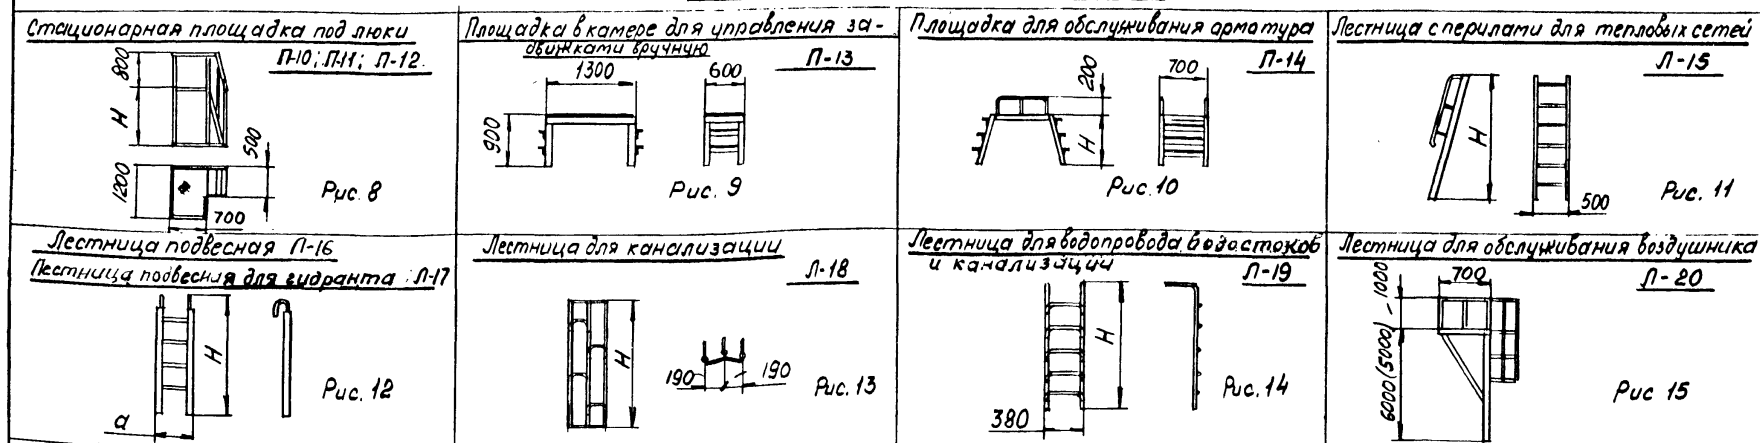 Стационарная площадка под люки
П-10; П-11; П-12.
800
H
1200
500
700
Рис. 8
Площадка в камере для управления за-
движками вручную
П-13
1300
600
900
Рис. 9
Площадка для обслуживания арматура
П-14
200
700
H
Рис. 10
Лестница с перилами для тепловых сетей
Л-15
H
500
Рис. 11
Лестница подвесная Л-16
Лестница подвесная для гидранта : Л-17
H
а
Рис. 12
Лестница для канализации
Л-18
H
190
190
Рис. 13
Лестница для водопровода, водостоков
и канализации
Л-19
H
380
Рис. 14
Лестница для обслуживания воздушника
Л-20
700
1000
6000(5000)
Рис 15